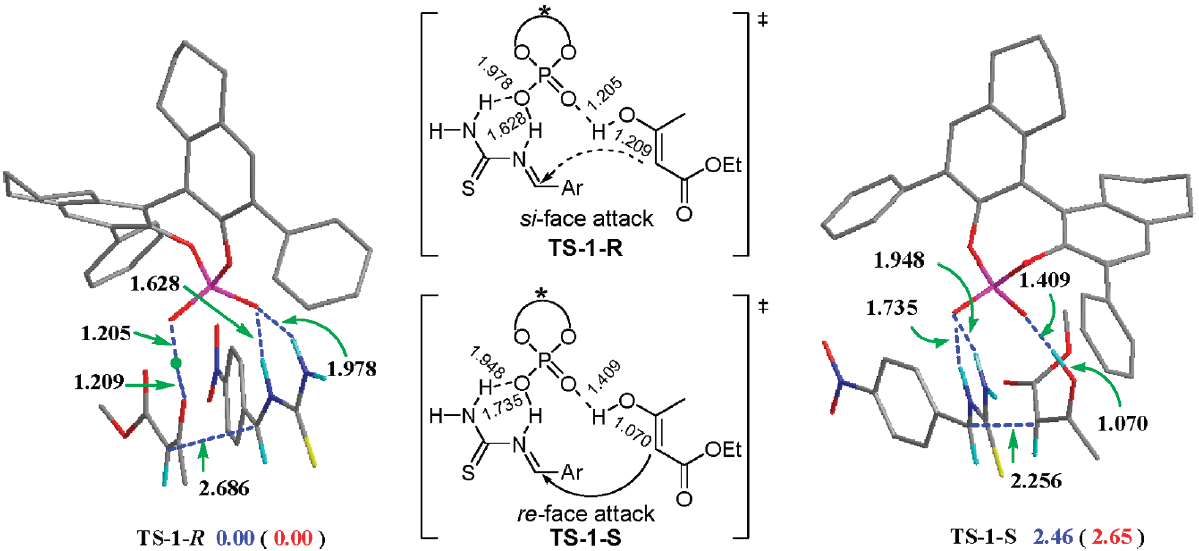 1.628
1.205
1.209
1.978
2.686
TS-1-R 0.00 ( 0.00 )
‡
*
O O
P
1.978
H O O 1.205
H O
H N 1.628 H 1.209
N
S Ar OEt
O
si-face attack
TS-1-R
‡
*
O O
P
1.948
H O O 1.409
H O
H N 1.735 H 1.070
N
S Ar OEt
O
re-face attack
TS-1-S
1.948
1.409
1.735
1.070
2.256
TS-1-S 2.46 ( 2.65 )